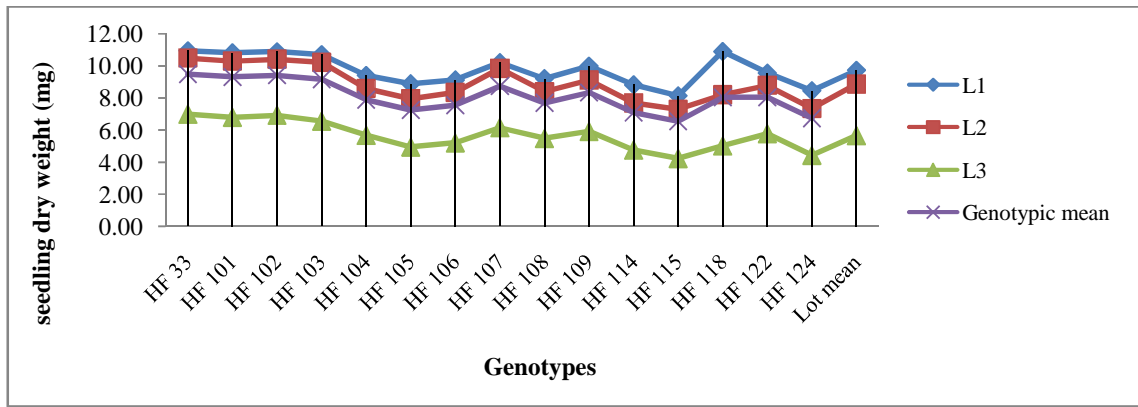 seedling dry weight (mg)
12.00
10.00
8.00
6.00
4.00
2.00
0.00
HF 33
HF 101
HF 102
HF 103
HF 104
HF 105
HF 106
HF 107
HF 108
HF 109
HF 114
HF 115
HF 118
HF 122
HF 124
Lot mean
Genotypes
L1
L2
L3
Genotypic mean